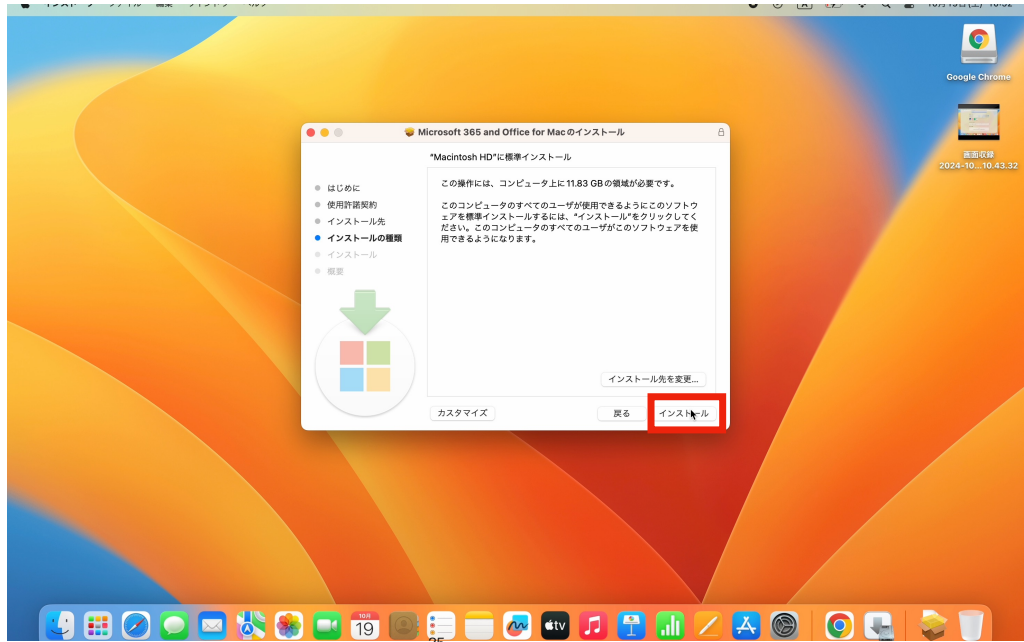 Google Chrome
画面収録
2024-10...10.43.32
Microsoft 365 and Office for Macのインストール
"Macintosh HD"に標準インストール
はじめに
使用許諾契約
インストール先
インストールの種類
インストール
概要
この操作には、コンピュータ上に11.83 GBの領域が必要です。
このコンピュータのすべてのユーザが使用できるようにこのソフトウ
ェアを標準インストールするには、"インストール"をクリックしてく
ださい。このコンピュータのすべてのユーザがこのソフトウェアを使
用できるようになります。
インストール先を変更...
カスタマイズ
戻る
インストール
10月
19
tv